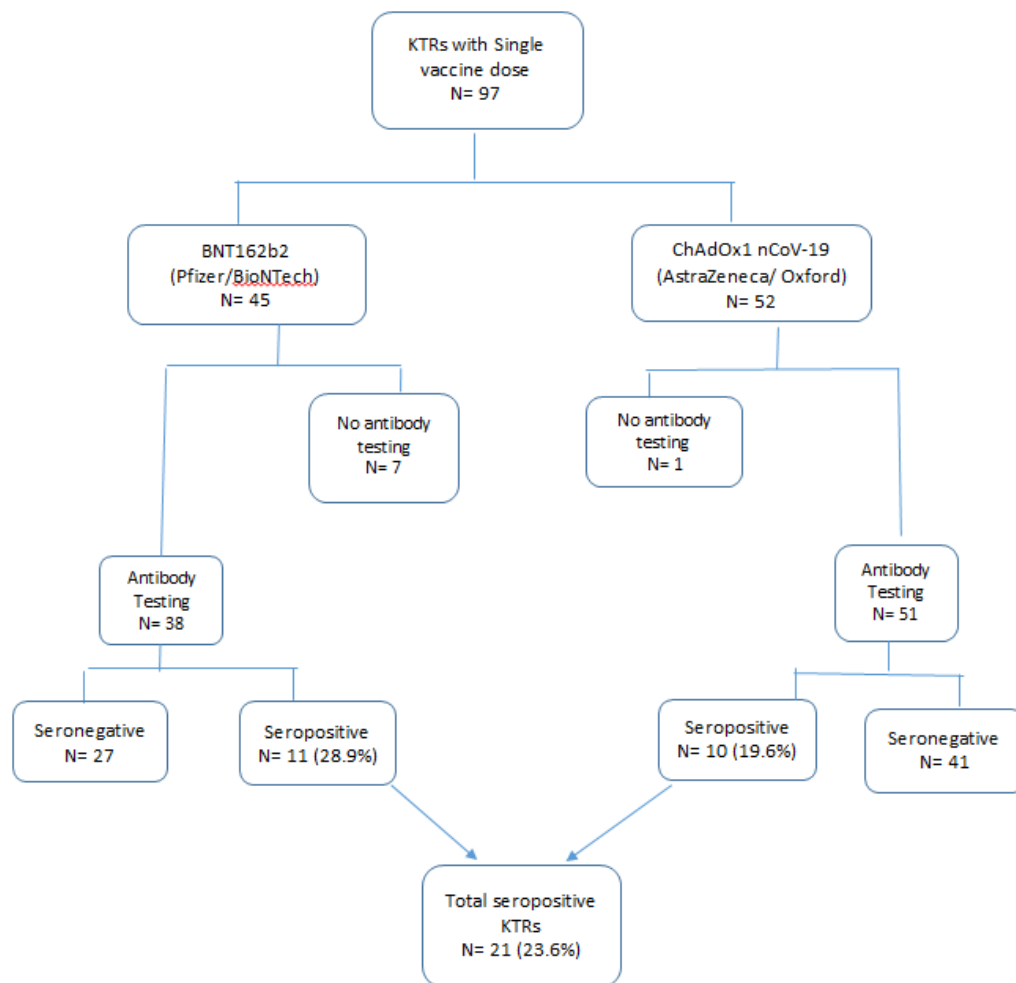 KTRs with Single
vaccine dose
N= 97
BNT162b2
(Pfizer/BioNTech)
N= 45
ChAdOx1 nCoV-19
(AstraZeneca/ Oxford)
N= 52
No antibody
testing
N= 7
No antibody
testing
N= 1
Antibody
Testing
N= 38
Antibody
Testing
N= 51
Seronegative
N= 27
Seropositive
N= 11 (28.9%)
Seropositive
N= 10 (19.6%)
Seronegative
N= 41
Total seropositive
KTRs
N= 21 (23.6%)